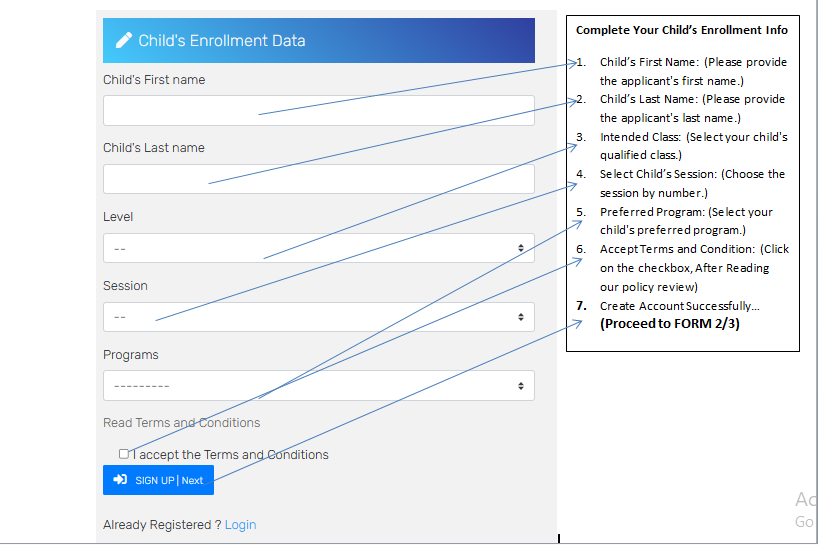 Child's Enrollment Data
Child's First name
Child's Last name
Level
--
Session
--
Programs
---------
Read Terms and Conditions
I accept the Terms and Conditions
SIGN UP | Next
Already Registered ? Login
Complete Your Child's Enrollment Info
1. Child's First Name: (Please provide
the applicant's first name.)
2. Child's Last Name: (Please provide
the applicant's last name.)
3. Intended Class: (Select your child's
qualified class.)
4. Select Child's Session: (Choose the
session by number.)
5. Preferred Program: (Select your
child's preferred program.)
6. Accept Terms and Condition: (Click
on the checkbox, After Reading
our policy review)
7. Create Account Successfully...
(Proceed to FORM 2/3)
Go